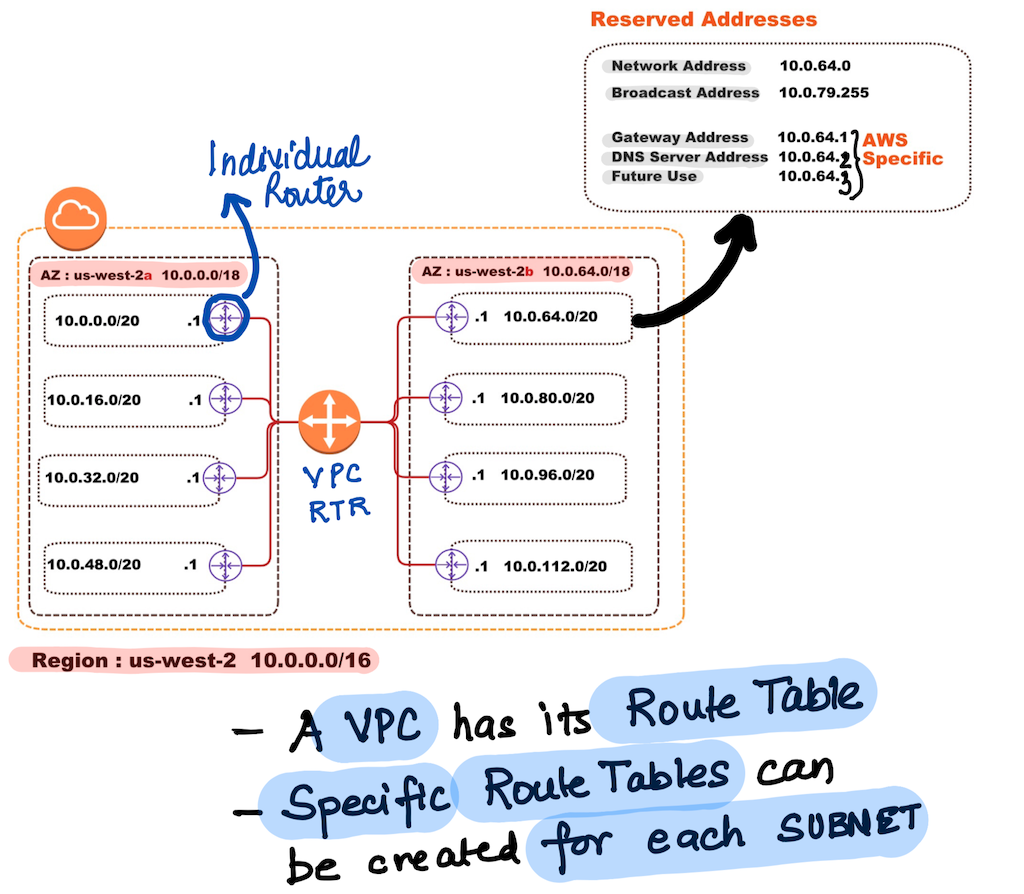 Reserved Addresses
Network Address 10.0.64.0
Broadcast Address 10.0.79.255
Gateway Address 10.0.64.1
DNS Server Address 10.0.64.2
Future Use 10.0.64.3
AWS
Specific
Individual
Router
AZ : us-west-2a 10.0.0.0/18
10.0.0.0/20 .1
10.0.16.0/20 .1
10.0.32.0/20 .1
10.0.48.0/20 .1
VPC
RTR
AZ : us-west-2b 10.0.64.0/18
.1 10.0.64.0/20
.1 10.0.80.0/20
.1 10.0.96.0/20
.1 10.0.112.0/20
Region : us-west-2 10.0.0.0/16
- A VPC has its Route Table
- Specific Route Tables can
be created for each SUBNET